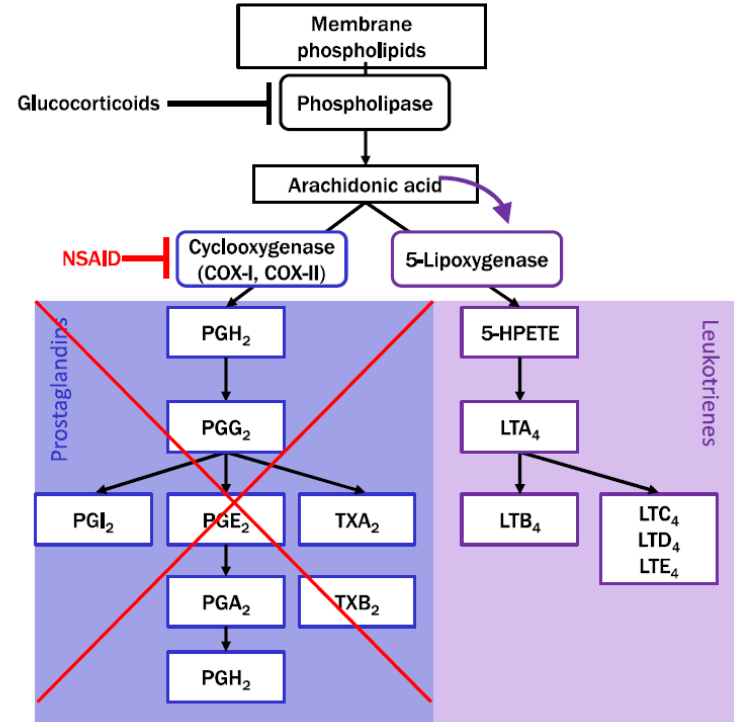 Membrane
phospholipids
Glucocorticoids
Phospholipase
Arachidonic acid
NSAID
Cyclooxygenase
(COX-I, COX-II)
5-Lipoxygenase
Prostaglandins
Leukotrienes
PGH₂
5-HPETE
PGG₂
LTA₄
PGI₂
PGE₂
TXA₂
LTB₄
LTC₄
LTD₄
LTE₄
PGA₂
TXB₂
PGH₂